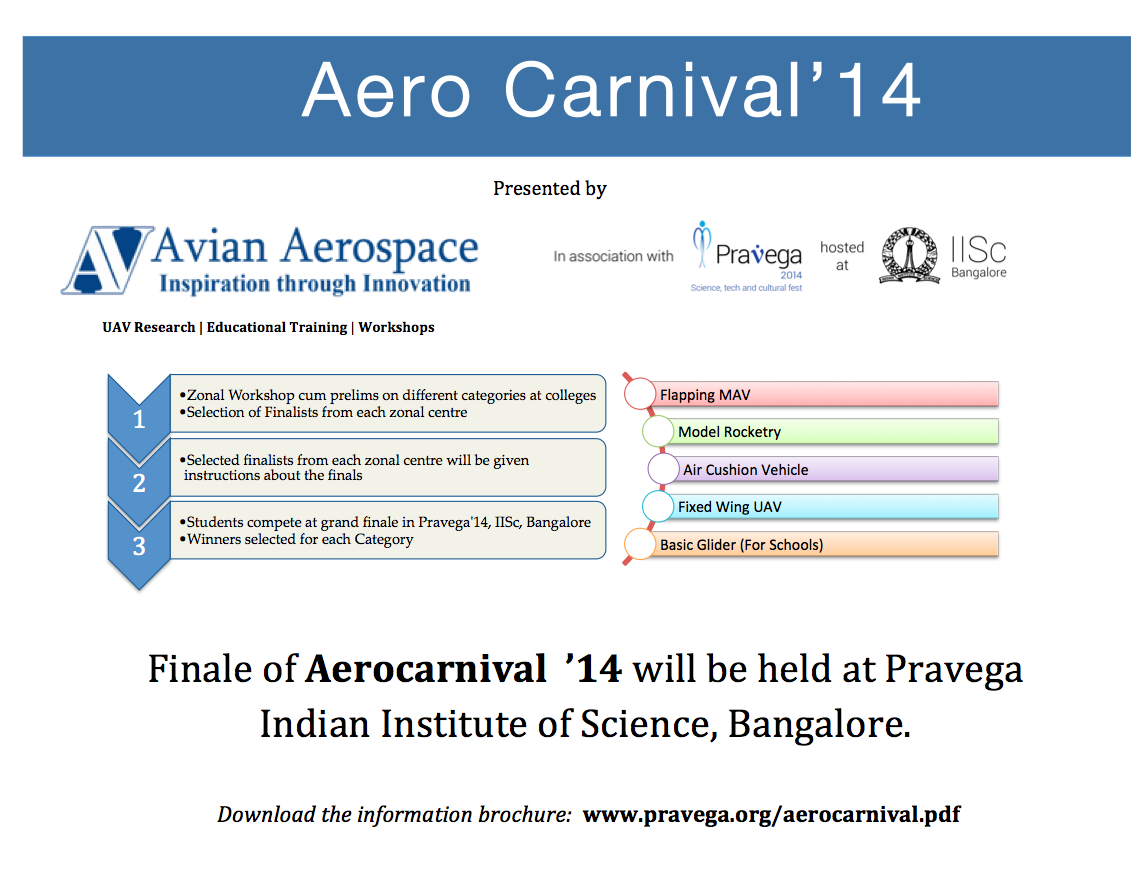 Aero Carnival’14
Presented by
AV Avian Aerospace
Inspiration through Innovation
UAV Research | Educational Training | Workshops
In association with
Pravega
2014
Science, tech and cultural fest
hosted
at
IISc
Bangalore
1
•Zonal Workshop cum prelims on different categories at colleges
•Selection of Finalists from each zonal centre
2
•Selected finalists from each zonal centre will be given
instructions about the finals
3
•Students compete at grand finale in Pravega'14, IISc, Bangalore
•Winners selected for each Category
Flapping MAV
Model Rocketry
Air Cushion Vehicle
Fixed Wing UAV
Basic Glider (For Schools)
Finale of Aerocarnival ’14 will be held at Pravega
Indian Institute of Science, Bangalore.
Download the information brochure: www.pravega.org/aerocarnival.pdf